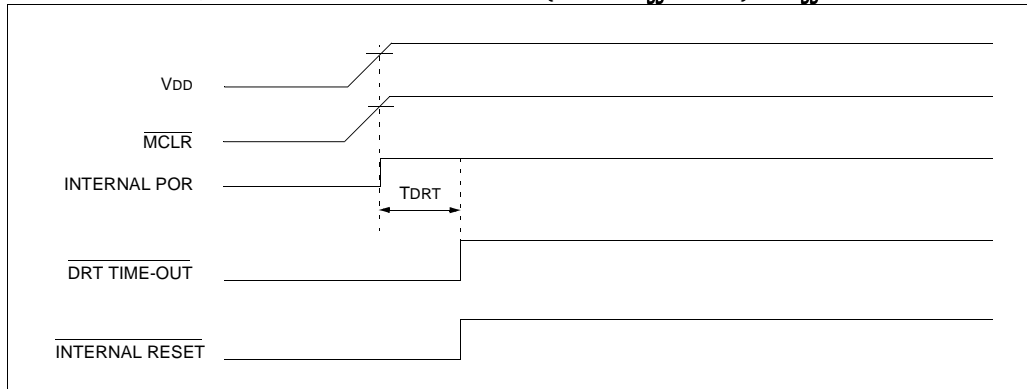 VDD
MCLR
INTERNAL POR
TDRT
DRT TIME-OUT
INTERNAL RESET